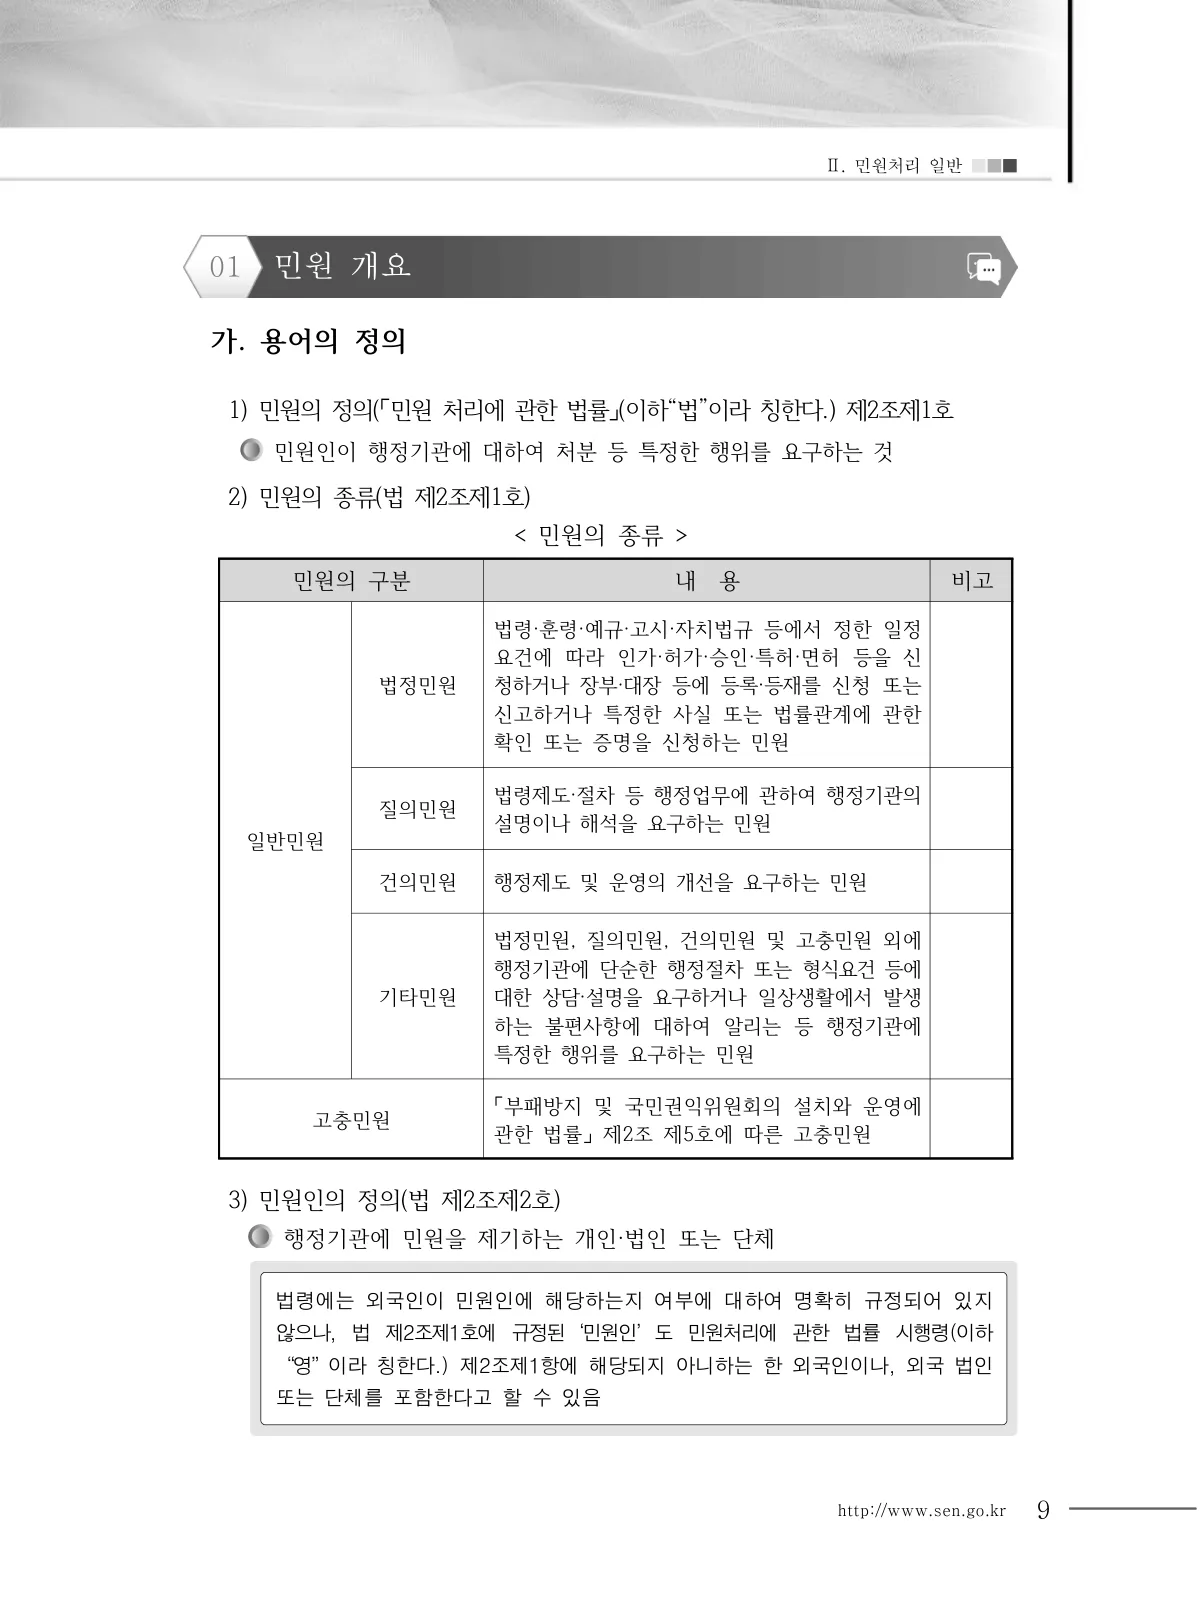 Ⅱ. 민원처리 일반
01 민원 개요
가. 용어의 정의
1) 민원의 정의(「민원 처리에 관한 법률」(이하“법”이라 칭한다.) 제2조제1호
민원인이 행정기관에 대하여 처분 등 특정한 행위를 요구하는 것
2) 민원의 종류(법 제2조제1호)
< 민원의 종류 >
민원의 구분 내 용 비고
일반민원
법정민원
법령·훈령·예규·고시·자치법규 등에서 정한 일정
요건에 따라 인가·허가·승인·특허·면허 등을 신
청하거나 장부·대장 등에 등록·등재를 신청 또는
신고하거나 특정한 사실 또는 법률관계에 관한
확인 또는 증명을 신청하는 민원
질의민원
법령제도·절차 등 행정업무에 관하여 행정기관의
설명이나 해석을 요구하는 민원
건의민원
행정제도 및 운영의 개선을 요구하는 민원
기타민원
법정민원, 질의민원, 건의민원 및 고충민원 외에
행정기관에 단순한 행정절차 또는 형식요건 등에
대한 상담·설명을 요구하거나 일상생활에서 발생
하는 불편사항에 대하여 알리는 등 행정기관에
특정한 행위를 요구하는 민원
고충민원
「부패방지 및 국민권익위원회의 설치와 운영에
관한 법률」 제2조 제5호에 따른 고충민원
3) 민원인의 정의(법 제2조제2호)
행정기관에 민원을 제기하는 개인·법인 또는 단체
법령에는 외국인이 민원인에 해당하는지 여부에 대하여 명확히 규정되어 있지
않으나, 법 제2조제1호에 규정된 ‘민원인’ 도 민원처리에 관한 법률 시행령(이하
“영” 이라 칭한다.) 제2조제1항에 해당되지 아니하는 한 외국인이나, 외국 법인
또는 단체를 포함한다고 할 수 있음
http://www.sen.go.kr 9